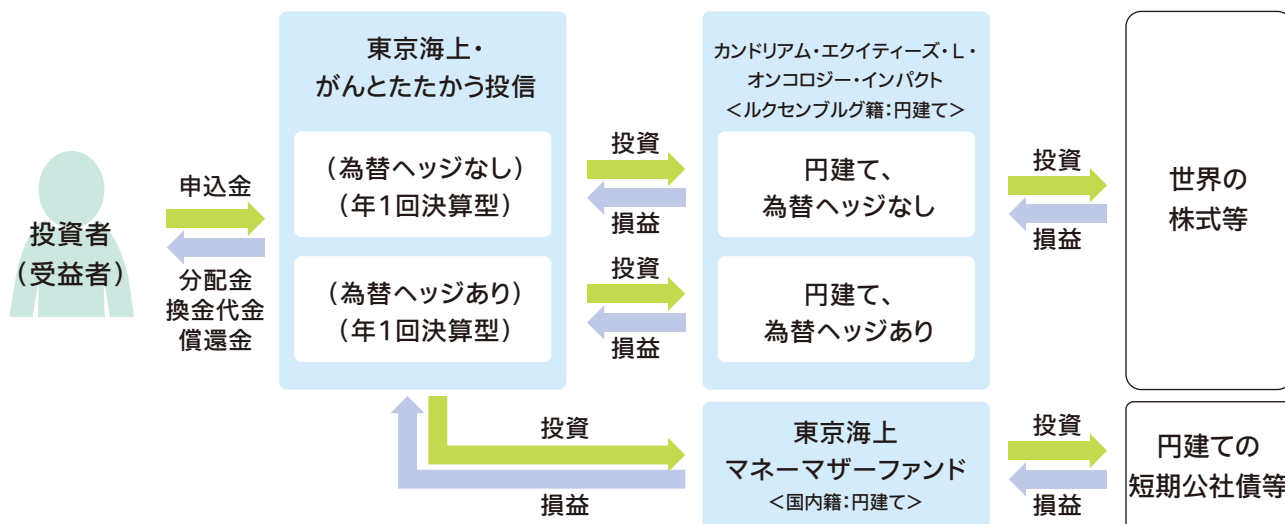 投資者
（受益者）
申込金
分配金
換金代金
償還金
東京海上・
がんとたたかう投信
（為替ヘッジなし）
（年1回決算型）
（為替ヘッジあり）
（年1回決算型）
投資
損益
投資
損益
カンドリアム・エクイティーズ・L・
オンコロジー・インパクト
＜ルクセンブルグ籍：円建て＞
円建て、
為替ヘッジなし
円建て、
為替ヘッジあり
投資
損益
世界の
株式等
投資
損益
東京海上
マネーマザーファンド
＜国内籍：円建て＞
投資
損益
円建ての
短期公社債等